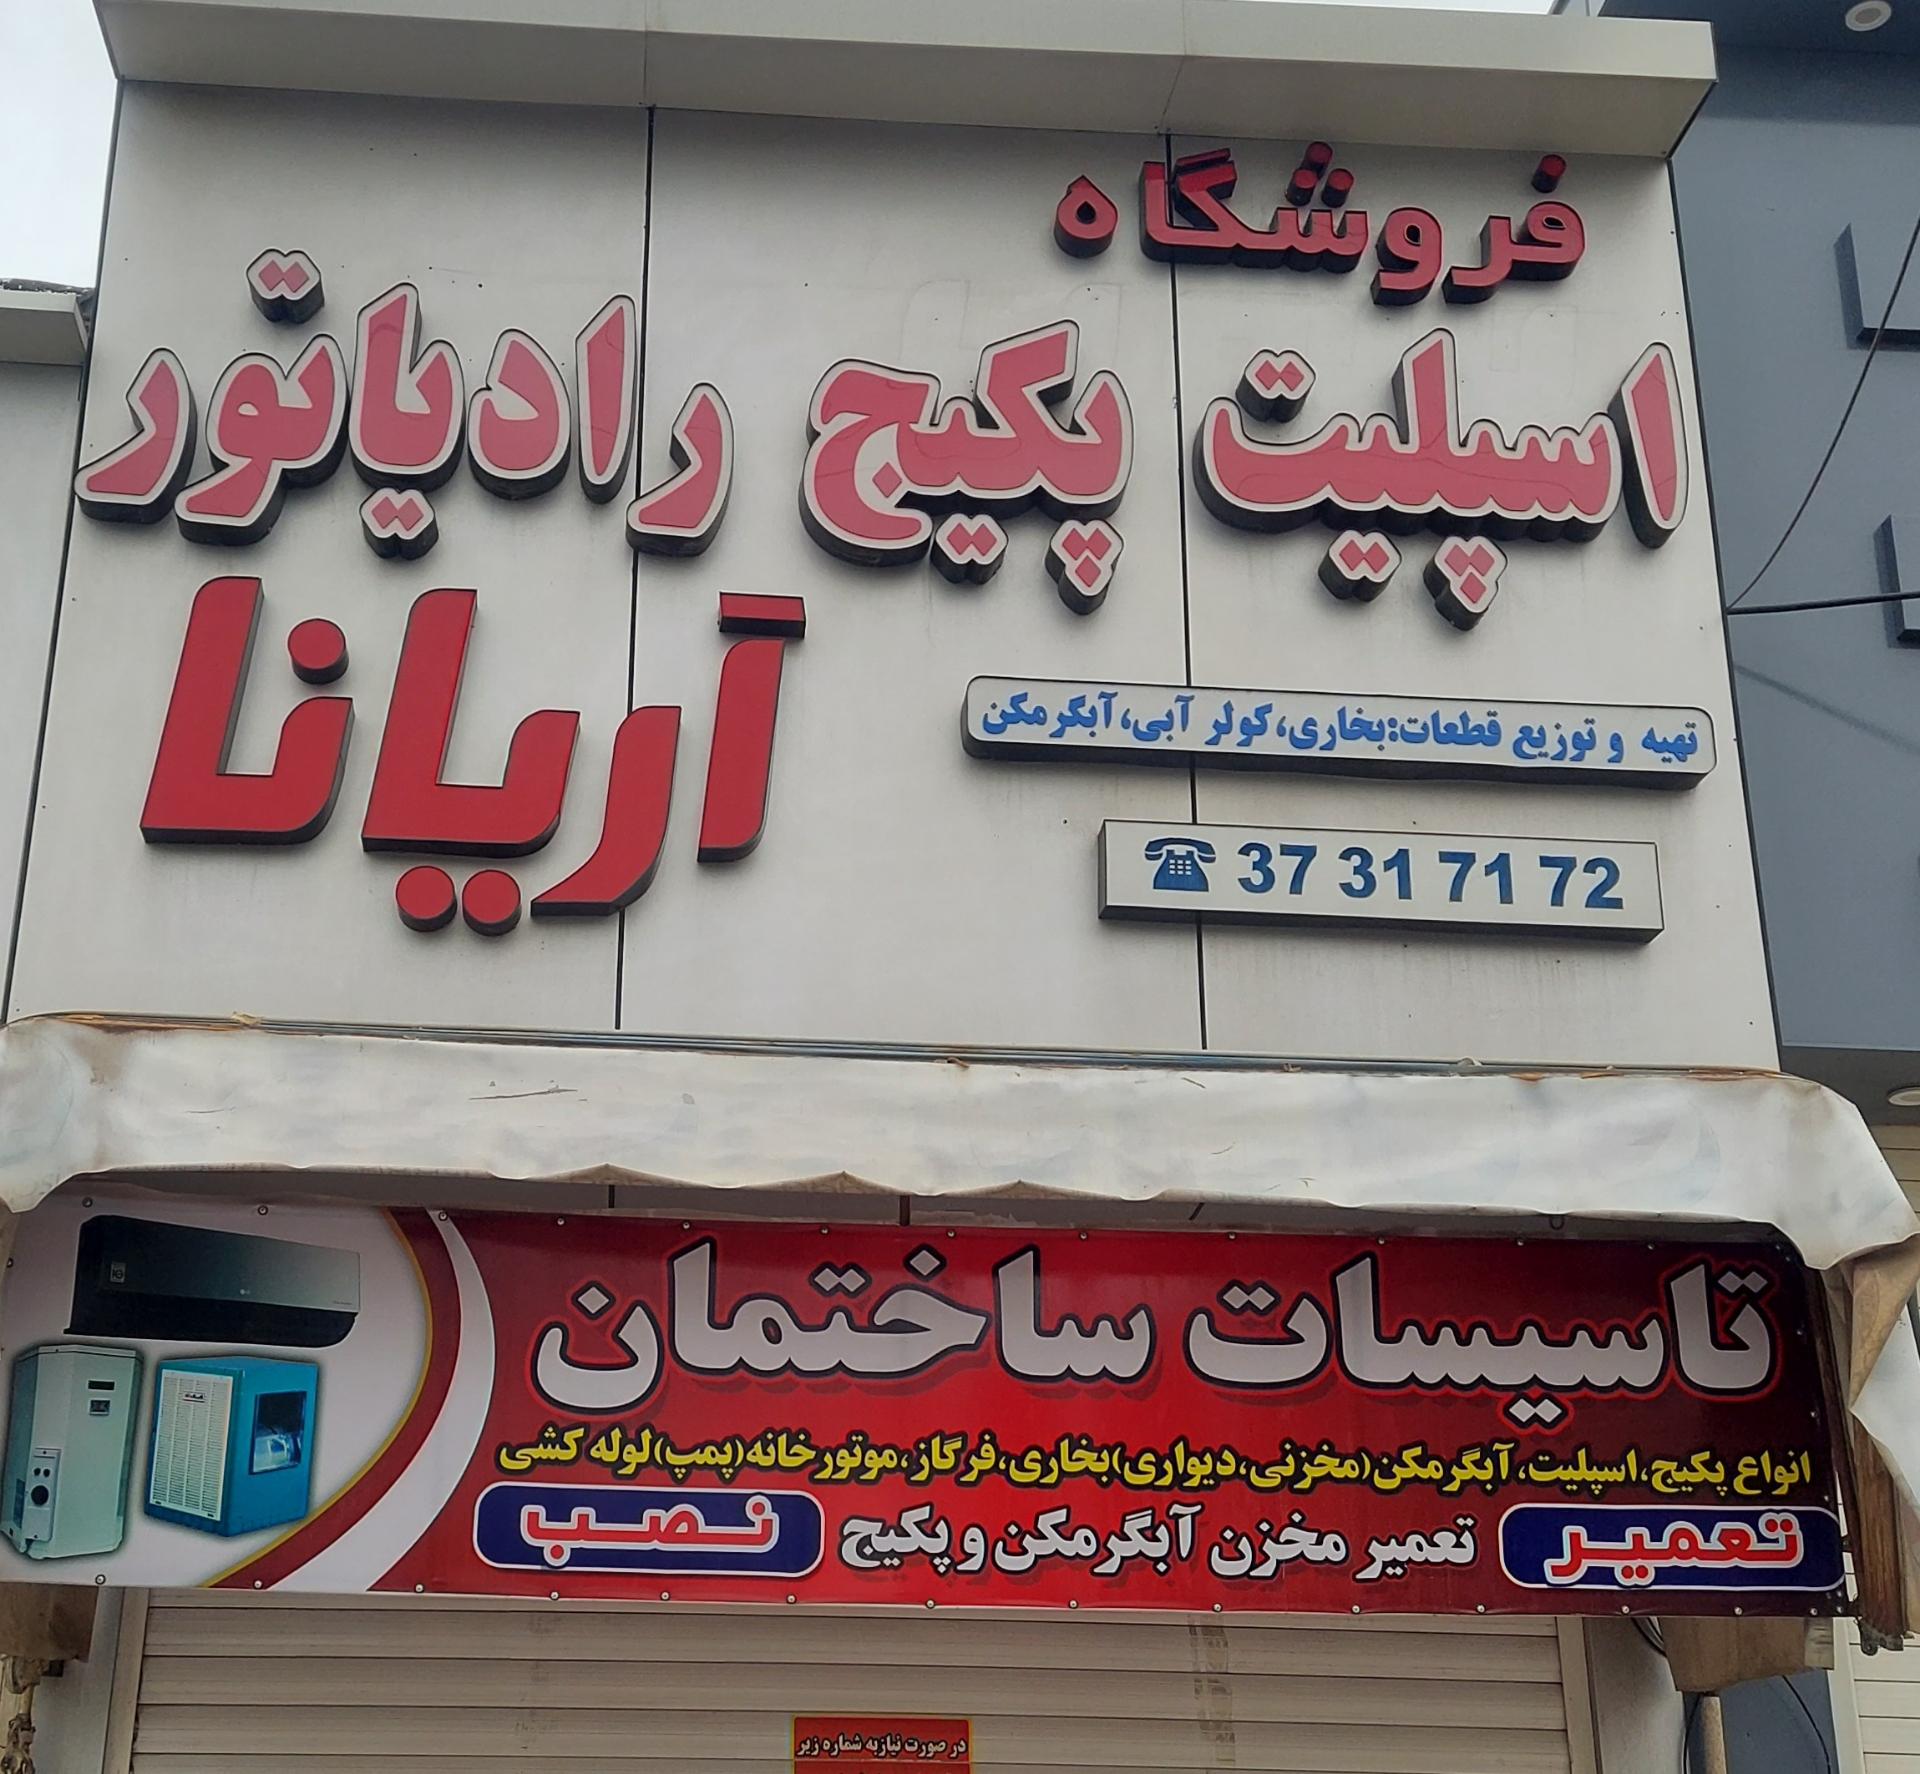 فروشگاه
اسپلیت پکیج رادیاتور
آریانا
تهیه و توزیع قطعات:بخاری،کولر آبی،آبگرمکن
37 31 71 72
تاسیسات ساختمان
انواع پکیج،اسپلیت،آبگرمکن(مخزنی،دیواری)بخاری،فرگاز،موتورخانه(پمپ)لوله کشی
تعمیر تعمیر مخزن آبگرمکن و پکیج نصب
در صورت نیاز به شماره زیر